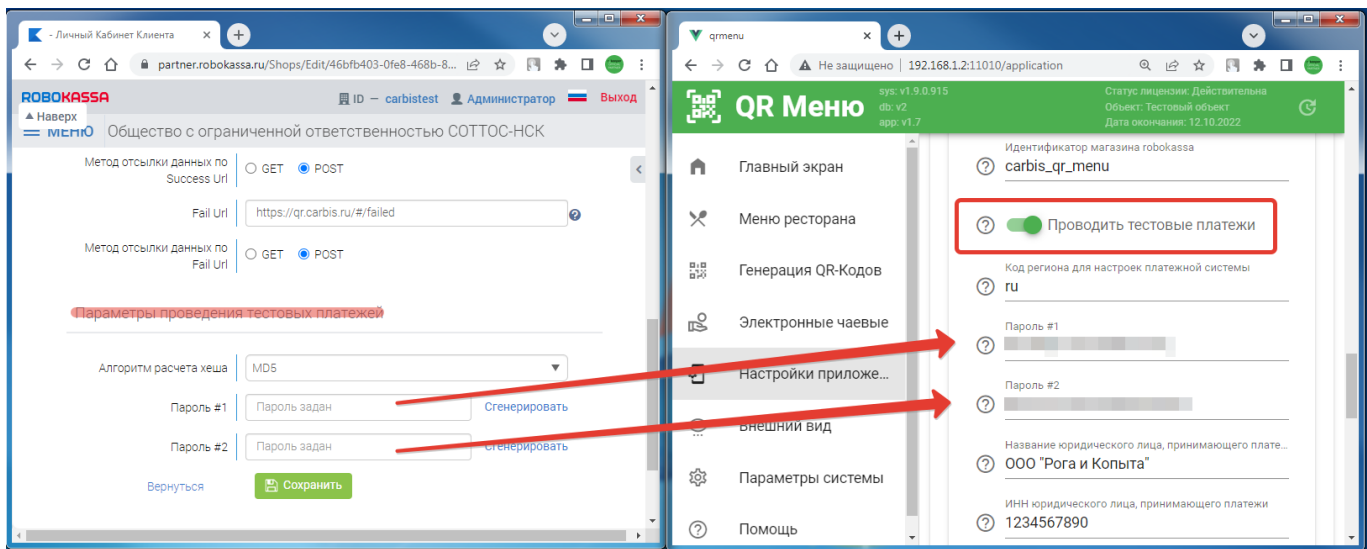 - Личный Кабинет Клиента
partner.robokassa.ru/Shops/Edit/46bfb403-0fe8-468b-8...
ROBOKASSA
ID – carbistest
Администратор
Выход
Наверх
МЕНЮ
Общество с ограниченной ответственностью СОТТОС-НСК
Метод отсылки данных по
Success Url
GET
POST
Fail Url
https://qr.carbis.ru/#/failed
Метод отсылки данных по
Fail Url
GET
POST
Параметры проведения тестовых платежей
Алгоритм расчета хеша
MD5
Пароль #1
Пароль задан
Сгенерировать
Пароль #2
Пароль задан
Сгенерировать
Вернуться
Сохранить
qrmenu
Не защищено
192.168.1.2:11010/application
QR Меню
sys: v1.9.0.915
db: v2
app: v1.7
Статус лицензии: Действительна
Объект: Тестовый объект
Дата окончания: 12.10.2022
Главный экран
Меню ресторана
Генерация QR-Кодов
Электронные чаевые
Настройки приложе...
Внешний вид
Параметры системы
Помощь
Идентификатор магазина robokassa
carbis_qr_menu
Проводить тестовые платежи
Код региона для настроек платежной системы
ru
Пароль #1
Пароль #2
Название юридического лица, принимающего плате...
ООО "Рога и Копыта"
ИНН юридического лица, принимающего платежи
1234567890